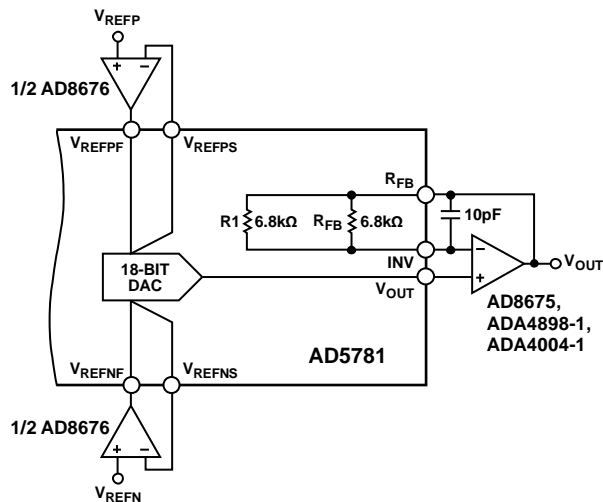 VREFP
+ −
1/2 AD8676
VREFPF VREFPS
RFB
R1 6.8kΩ RFB 6.8kΩ 10pF
INV
− +
VOUT
VOUT
18-BIT
DAC
AD8675,
ADA4898-1,
ADA4004-1
AD5781
VREFNF VREFNS
1/2 AD8676
+ −
VREFN